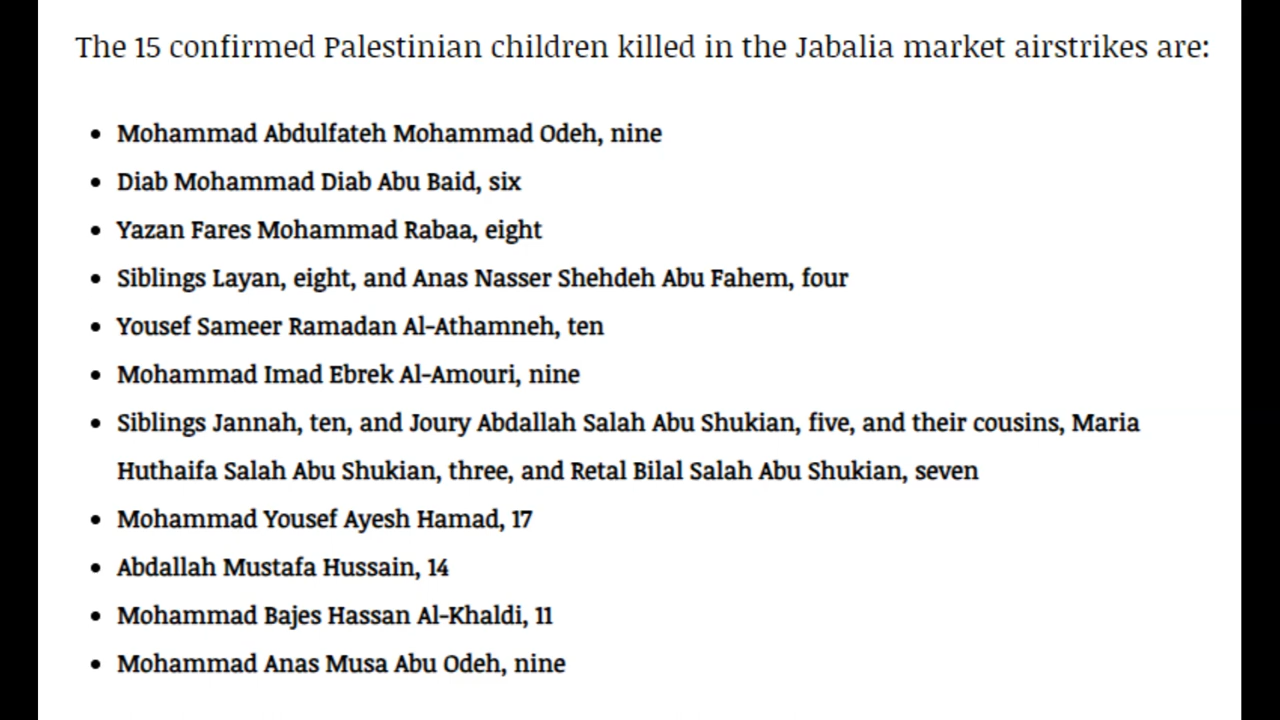 The 15 confirmed Palestinian children killed in the Jabalia market airstrikes are:
• Mohammad Abdulfateh Mohammad Odeh, nine
• Diab Mohammad Diab Abu Baid, six
• Yazan Fares Mohammad Rabaa, eight
• Siblings Layan, eight, and Anas Nasser Shehdeh Abu Fahem, four
• Yousef Sameer Ramadan Al-Athamneh, ten
• Mohammad Imad Ebrek Al-Amouri, nine
• Siblings Jannah, ten, and Joury Abdallah Salah Abu Shukian, five, and their cousins, Maria
Huthaifa Salah Abu Shukian, three, and Retal Bilal Salah Abu Shukian, seven
• Mohammad Yousef Ayesh Hamad, 17
• Abdallah Mustafa Hussain, 14
• Mohammad Bajes Hassan Al-Khaldi, 11
• Mohammad Anas Musa Abu Odeh, nine